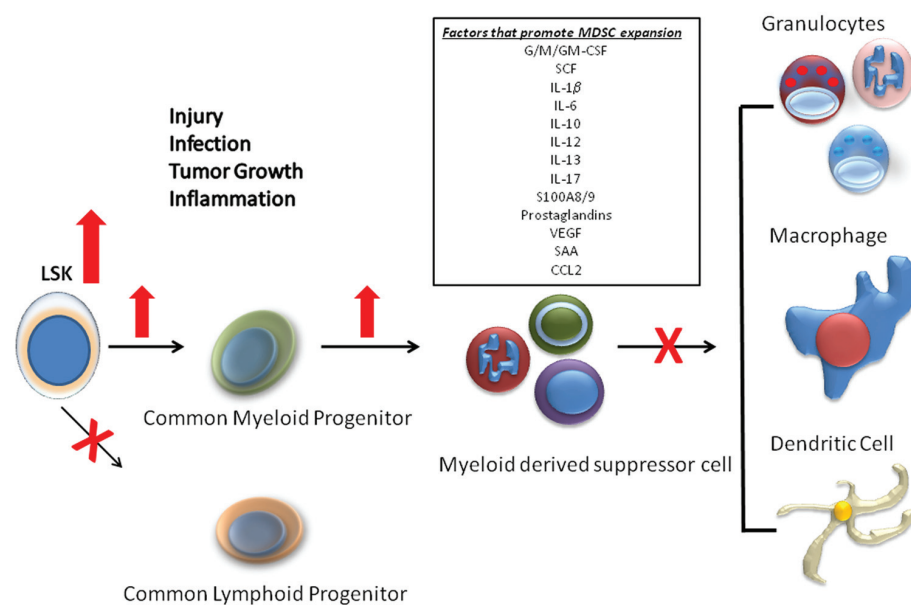 Factors that promote MDSC expansion
G/M/GM-CSF
SCF
IL-1β
IL-6
IL-10
IL-12
IL-13
IL-17
S100A8/9
Prostaglandins
VEGF
SAA
CCL2
Granulocytes
Injury
Infection
Tumor Growth
Inflammation
LSK
Macrophage
Common Myeloid Progenitor
X
Myeloid derived suppressor cell
Dendritic Cell
X
Common Lymphoid Progenitor